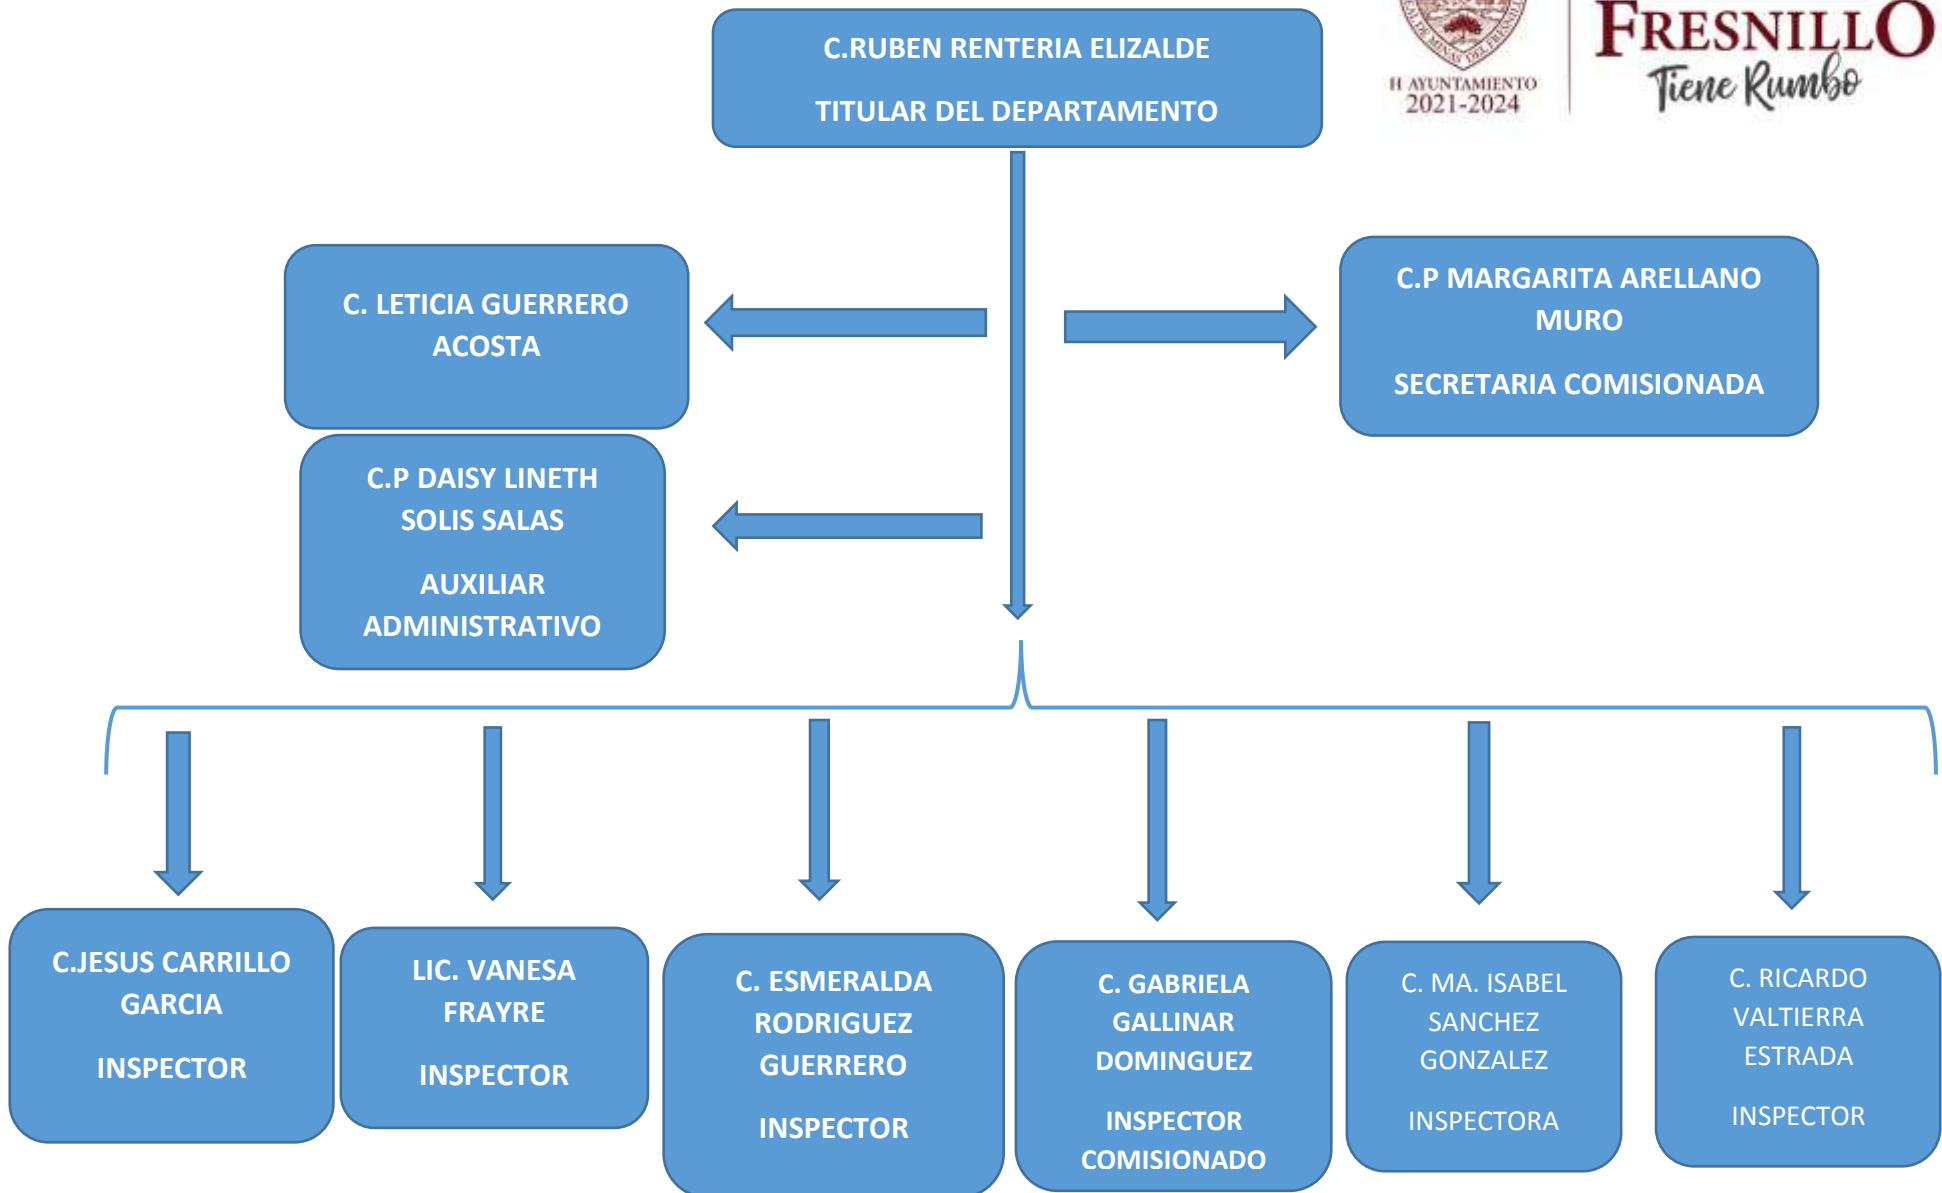 C.RUBEN RENTERIA ELIZALDE
TITULAR DEL DEPARTAMENTO
H AYUNTAMIENTO
2021-2024
FRESNILLO
Tiene Rumbo
C. LETICIA GUERRERO
ACOSTA
C.P MARGARITA ARELLANO
MURO
SECRETARIA COMISIONADA
C.P DAISY LINETH
SOLIS SALAS
AUXILIAR
ADMINISTRATIVO
C.JESUS CARRILLO
GARCIA
INSPECTOR
LIC. VANESA
FRAYRE
INSPECTOR
C. ESMERALDA
RODRIGUEZ
GUERRERO
INSPECTOR
C. GABRIELA
GALLINAR
DOMINGUEZ
INSPECTOR
COMISIONADO
C. MA. ISABEL
SANCHEZ
GONZALEZ
INSPECTORA
C. RICARDO
VALTIERRA
ESTRADA
INSPECTOR